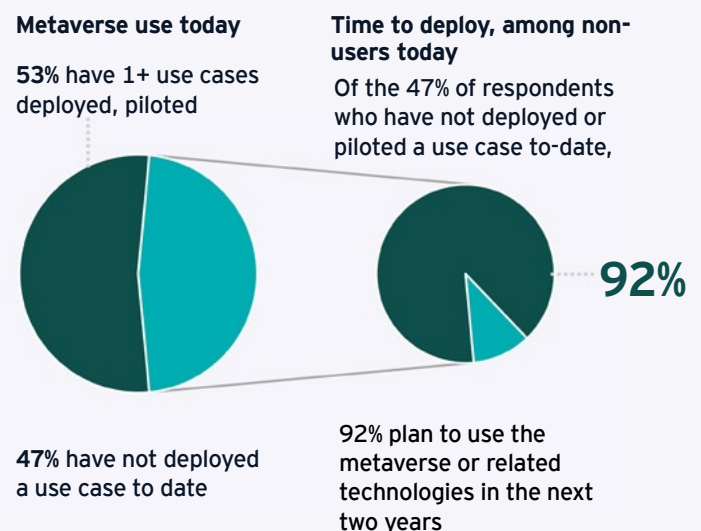 Metaverse use today
53% have 1+ use cases
deployed, piloted
47% have not deployed
a use case to date
Time to deploy, among non-
users today
Of the 47% of respondents
who have not deployed or
piloted a use case to-date,
92%
92% plan to use the
metaverse or related
technologies in the next
two years